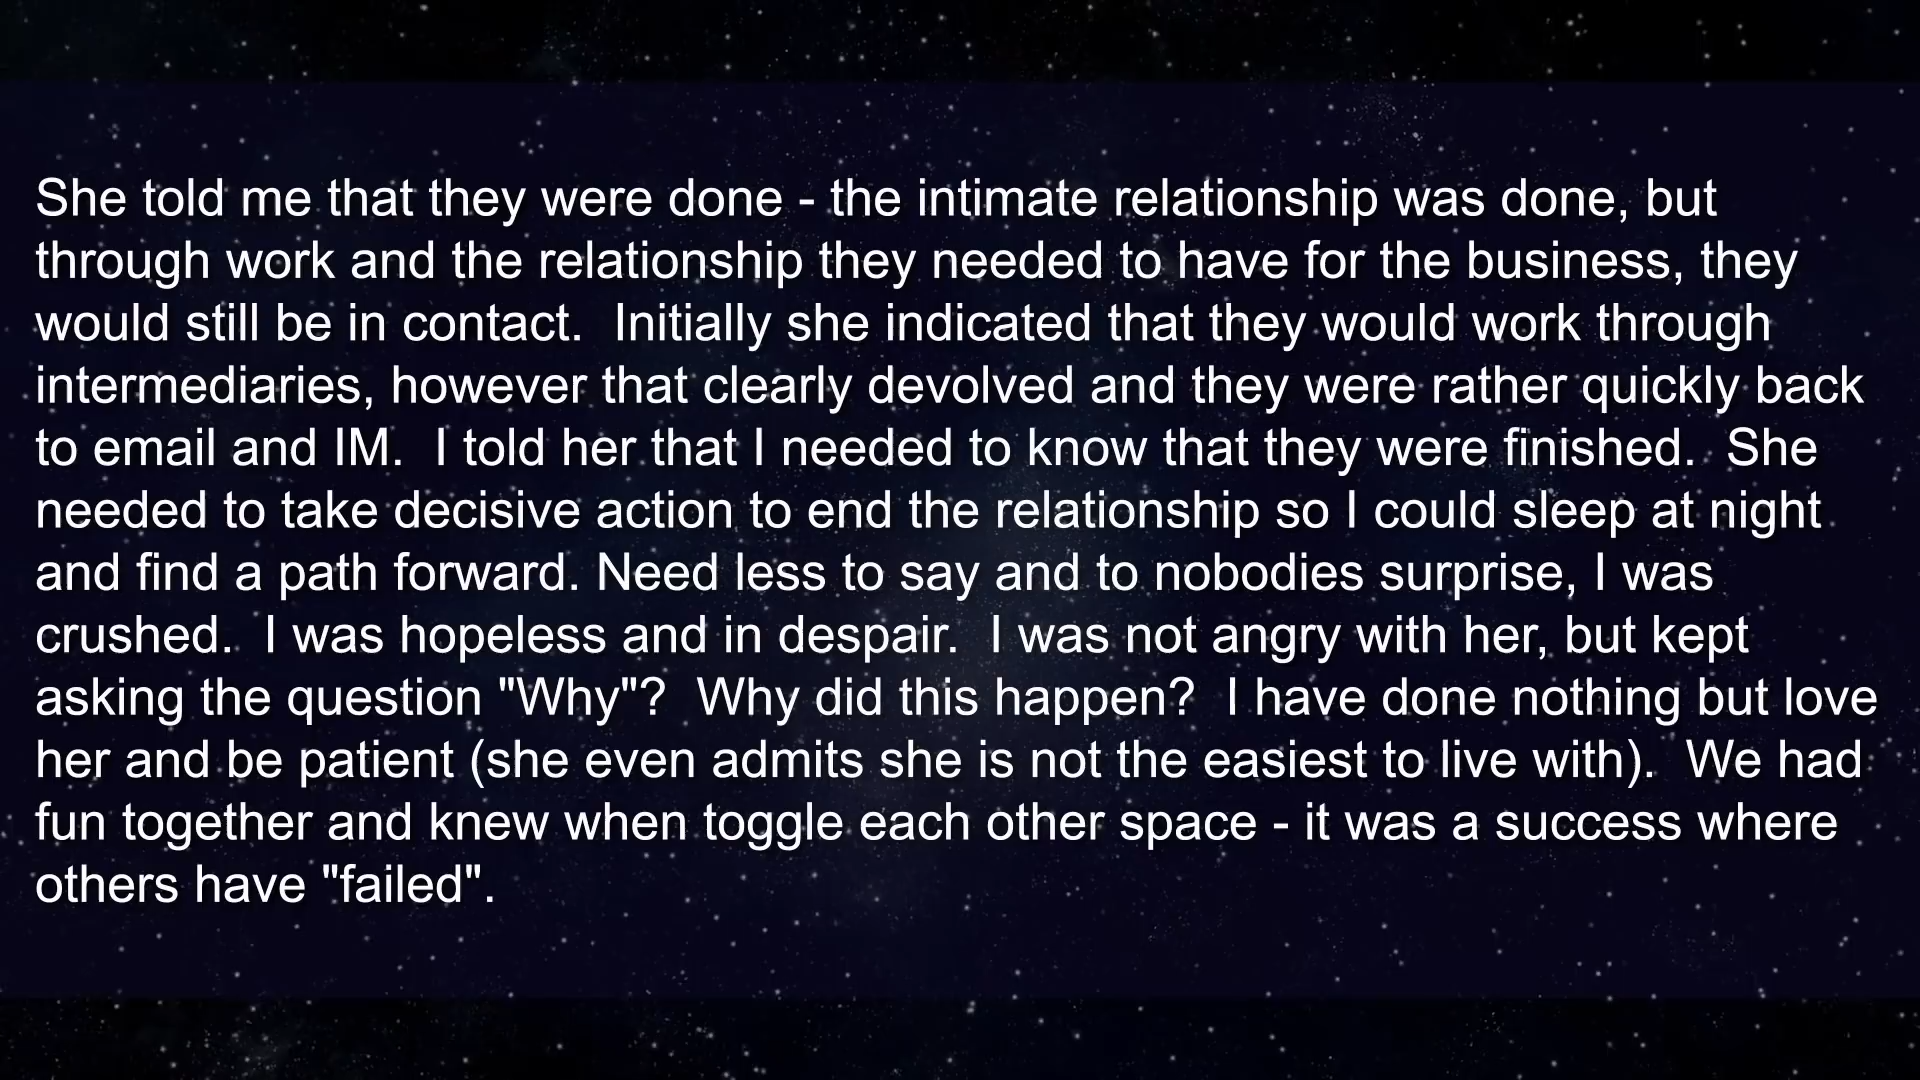 She told me that they were done - the intimate relationship was done, but
through work and the relationship they needed to have for the business, they
would still be in contact.  Initially she indicated that they would work through
intermediaries, however that clearly devolved and they were rather quickly back
to email and IM.  I told her that I needed to know that they were finished.  She
needed to take decisive action to end the relationship so I could sleep at night
and find a path forward. Need less to say and to nobodies surprise, I was
crushed.  I was hopeless and in despair.  I was not angry with her, but kept
asking the question "Why"?  Why did this happen?  I have done nothing but love
her and be patient (she even admits she is not the easiest to live with).  We had
fun together and knew when toggle each other space - it was a success where
others have "failed".